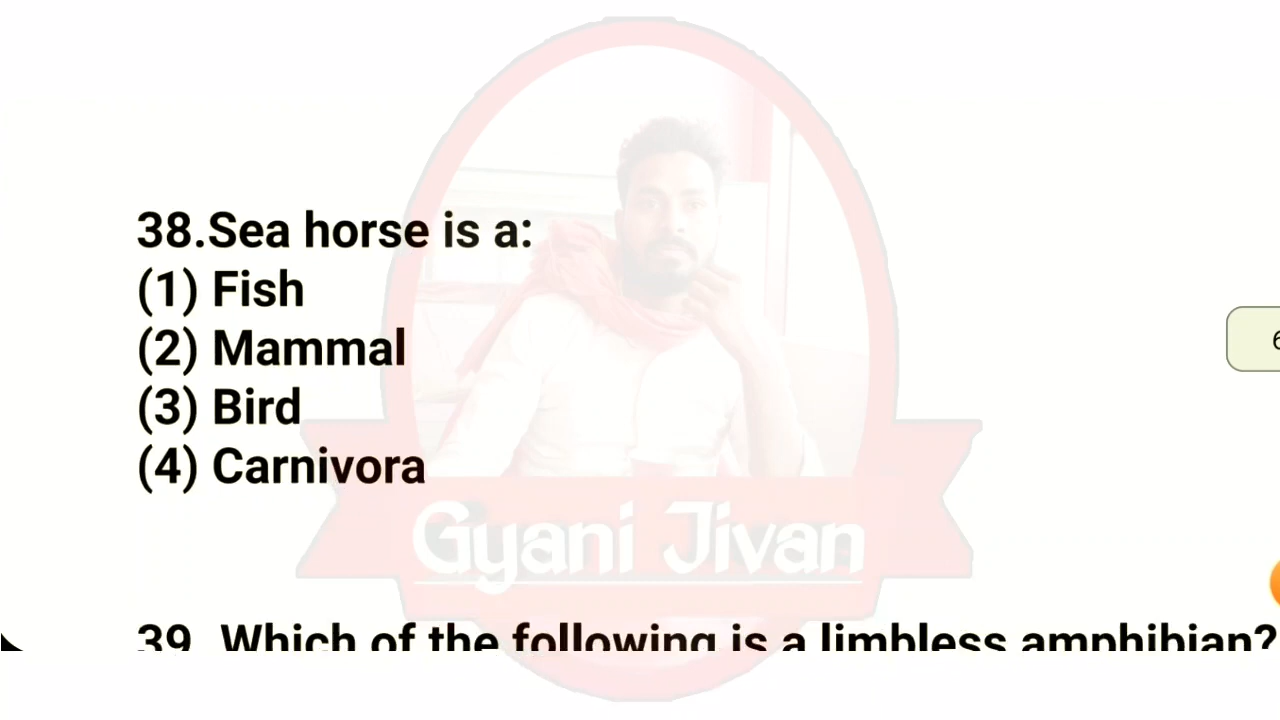 38.Sea horse is a:
(1) Fish
(2) Mammal
(3) Bird
(4) Carnivora
Gyani Jivan
39. Which of the following is a limbless amphibian?